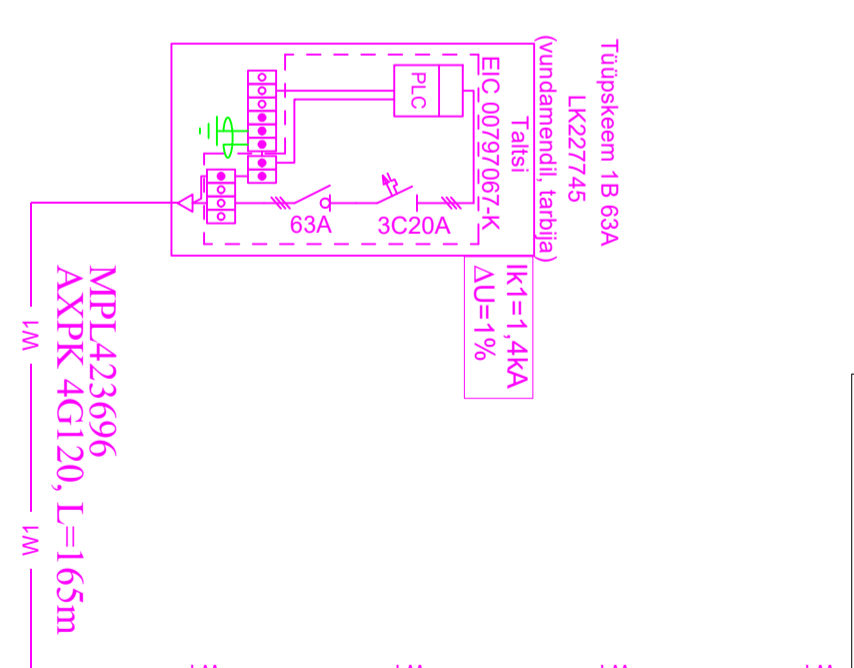 Tüüpskeem 1B 63A
LK227745
(vundamendil, tarbija)
Taltsi
EIC 00797067-K
PLC
63A
3C20A
Ik1=1,4kA
ΔU=1%
MPL423696
AXPK 4G120, L=165m
W1
W1